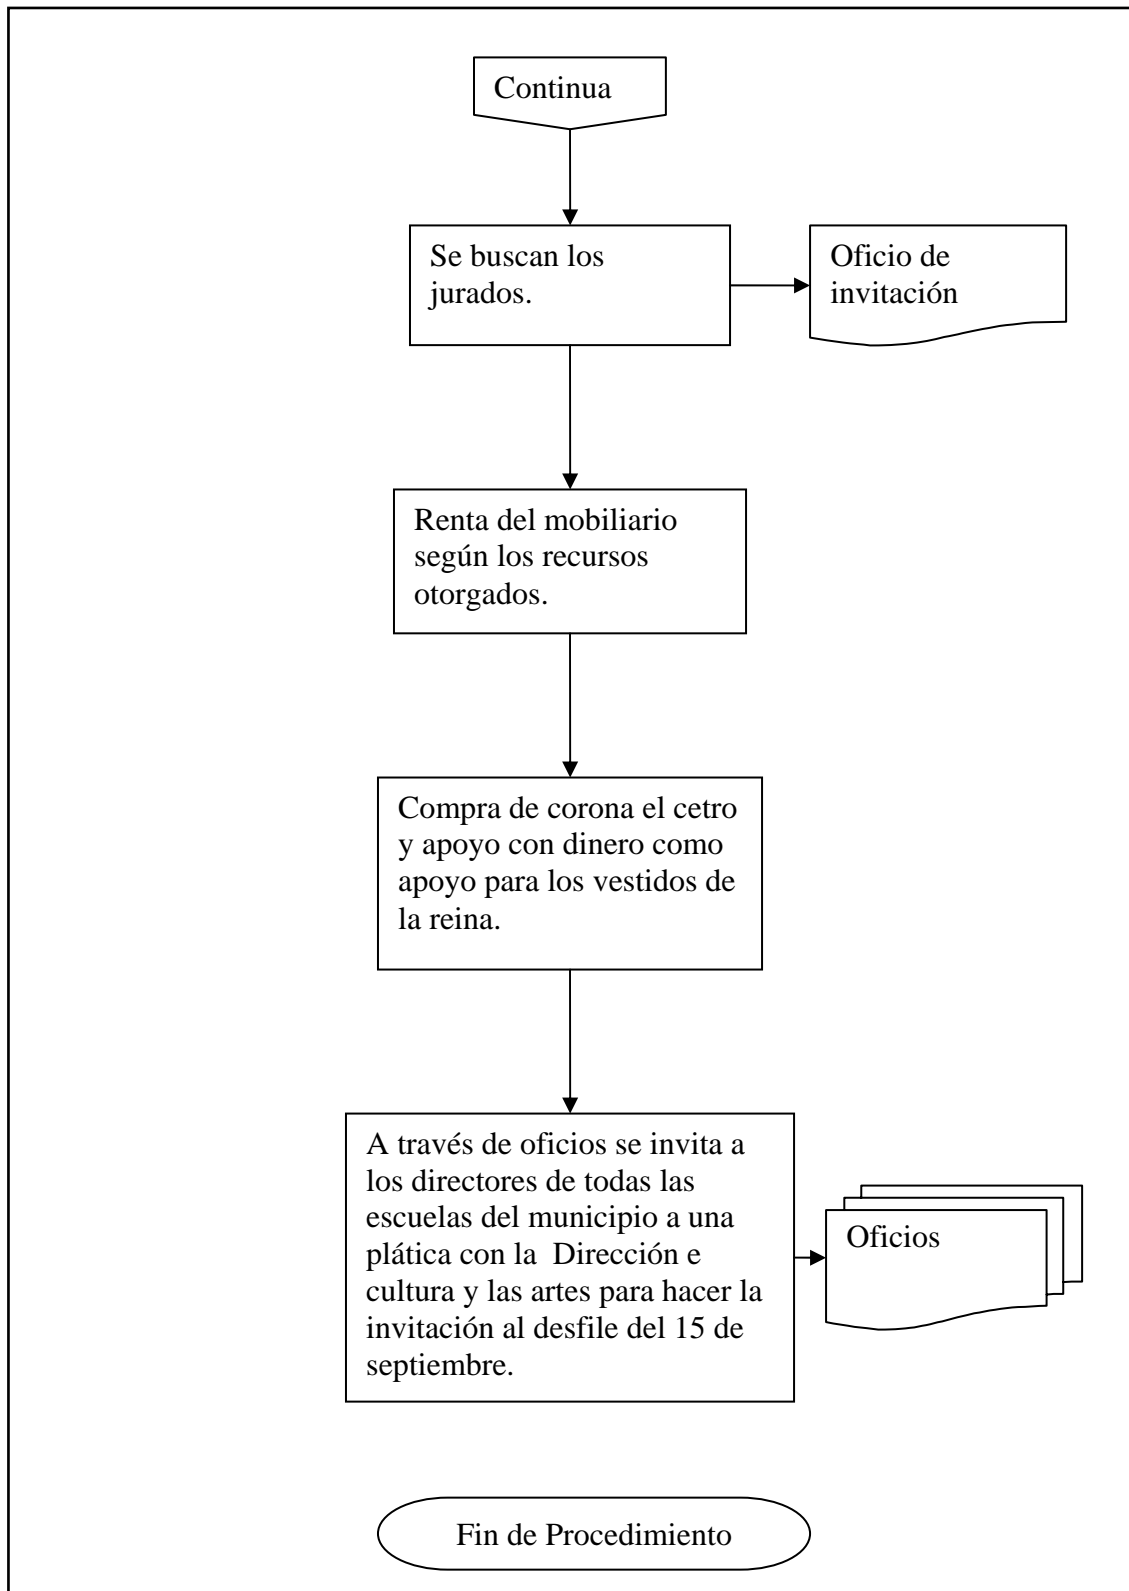 Continua
Se buscan los
jurados.
Oficio de
invitación
Renta del mobiliario
según los recursos
otorgados.
Compra de corona el cetro
y apoyo con dinero como
apoyo para los vestidos de
la reina.
A través de oficios se invita a
los directores de todas las
escuelas del municipio a una
plática con la  Dirección e
cultura y las artes para hacer la
invitación al desfile del 15 de
septiembre.
Oficios
Fin de Procedimiento